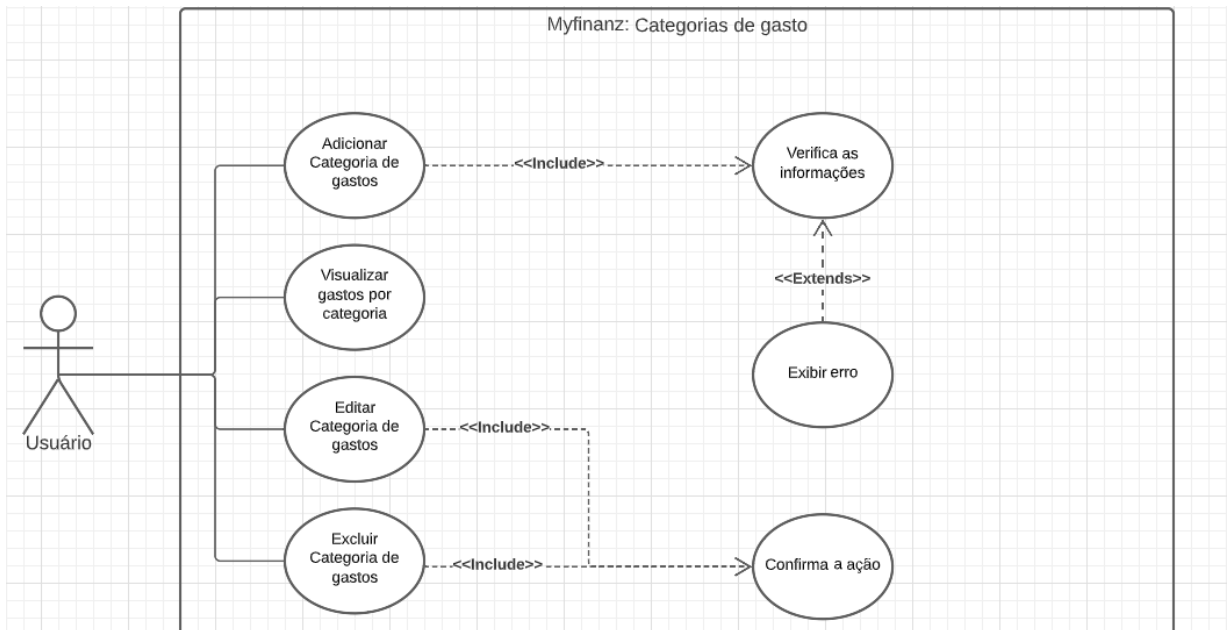 Myfinanz: Categorias de gasto
Adicionar
Categoria de
gastos
<<Include>>
Verifica as
informações
Visualizar
gastos por
categoria
<<Extends>>
Exibir erro
Usuário
Editar
Categoria de
gastos
<<Include>>
Excluir
Categoria de
gastos
<<Include>>
Confirma a ação